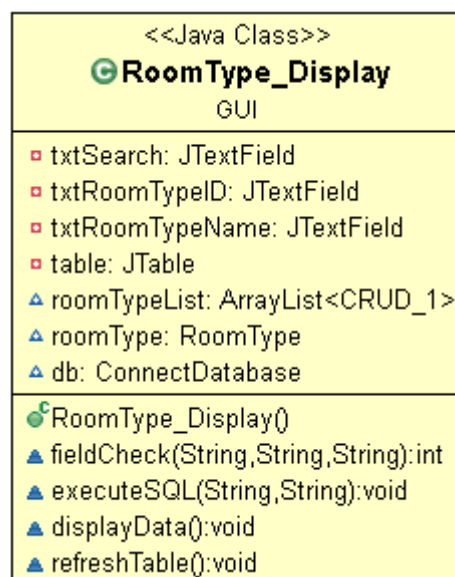 <<Java Class>>
RoomType_Display
GUI
txtSearch: JTextField
txtRoomTypeID: JTextField
txtRoomTypeName: JTextField
table: JTable
roomTypeList: ArrayList<CRUD_1>
roomType: RoomType
db: ConnectDatabase
RoomType_Display()
fieldCheck(String,String,String):int
executeSQL(String,String):void
displayData():void
refreshTable():void